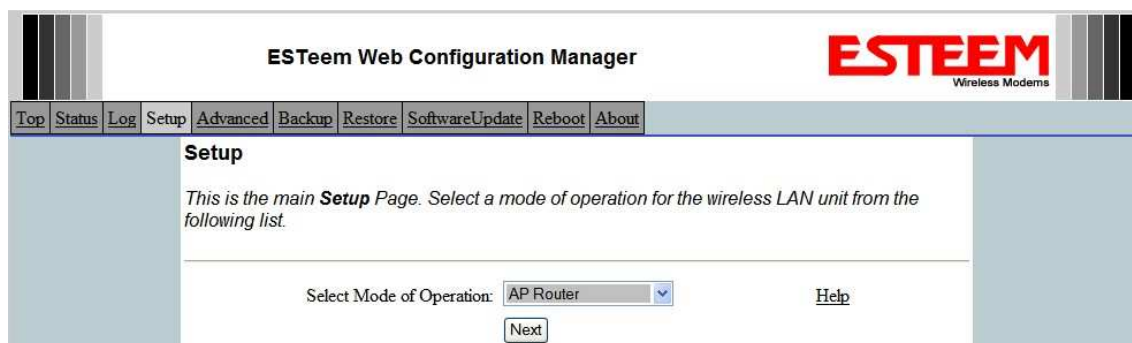 ESTeem Web Configuration Manager
ESTEEM
Wireless Modems
Top Status Log Setup Advanced Backup Restore SoftwareUpdate Reboot About
Setup
This is the main Setup Page. Select a mode of operation for the wireless LAN unit from the
following list.
Select Mode of Operation: AP Router Help
Next